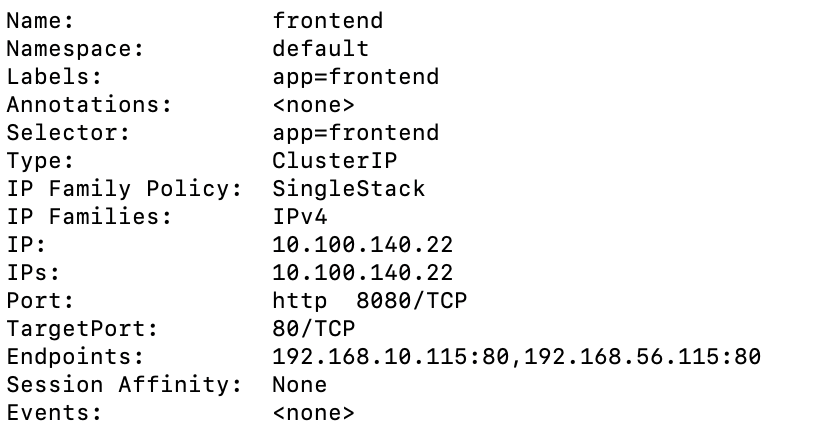 Name:              frontend
Namespace:         default
Labels:            app=frontend
Annotations:       <none>
Selector:          app=frontend
Type:              ClusterIP
IP Family Policy:  SingleStack
IP Families:       IPv4
IP:                10.100.140.22
IPs:               10.100.140.22
Port:              http  8080/TCP
TargetPort:        80/TCP
Endpoints:         192.168.10.115:80,192.168.56.115:80
Session Affinity:  None
Events:            <none>